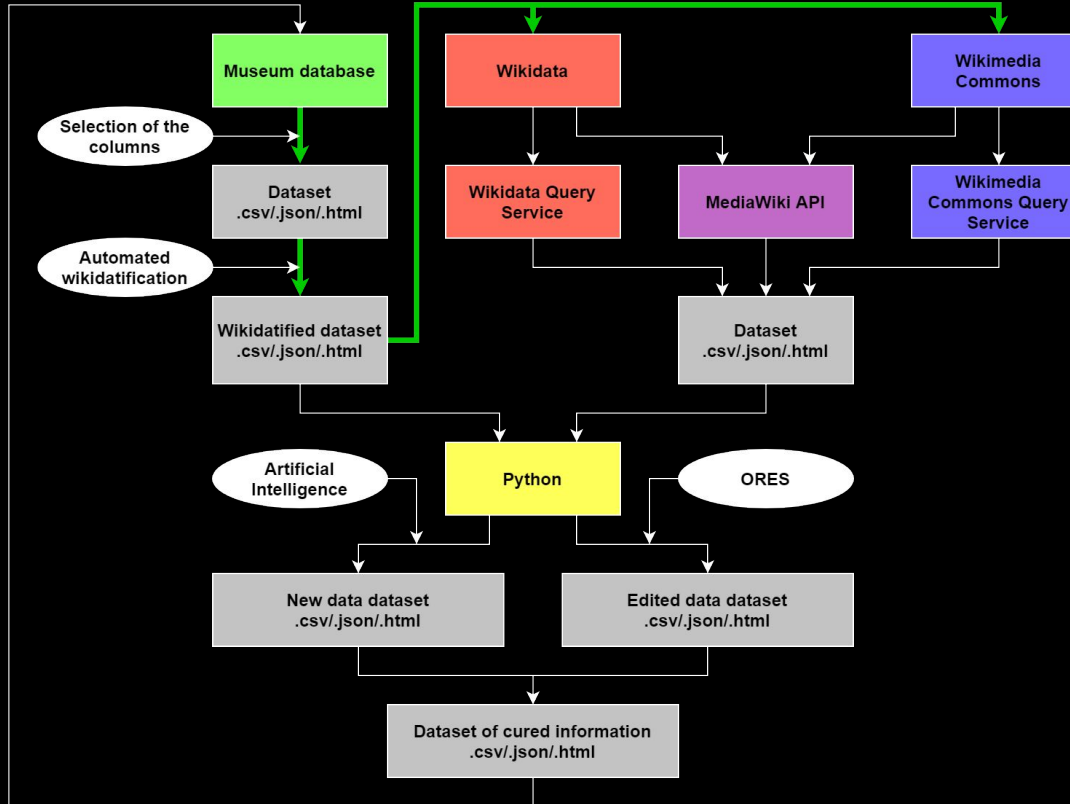 Museum database
Wikidata
Wikimedia
Commons
Selection of the
columns
Dataset
.csv/.json/.html
Wikidata Query
Service
MediaWiki API
Wikimedia
Commons Query
Service
Automated
wikidatification
Wikidatified dataset
.csv/.json/.html
Dataset
.csv/.json/.html
Artificial
Intelligence
Python
ORES
New data dataset
.csv/.json/.html
Edited data dataset
.csv/.json/.html
Dataset of cured information
.csv/.json/.html